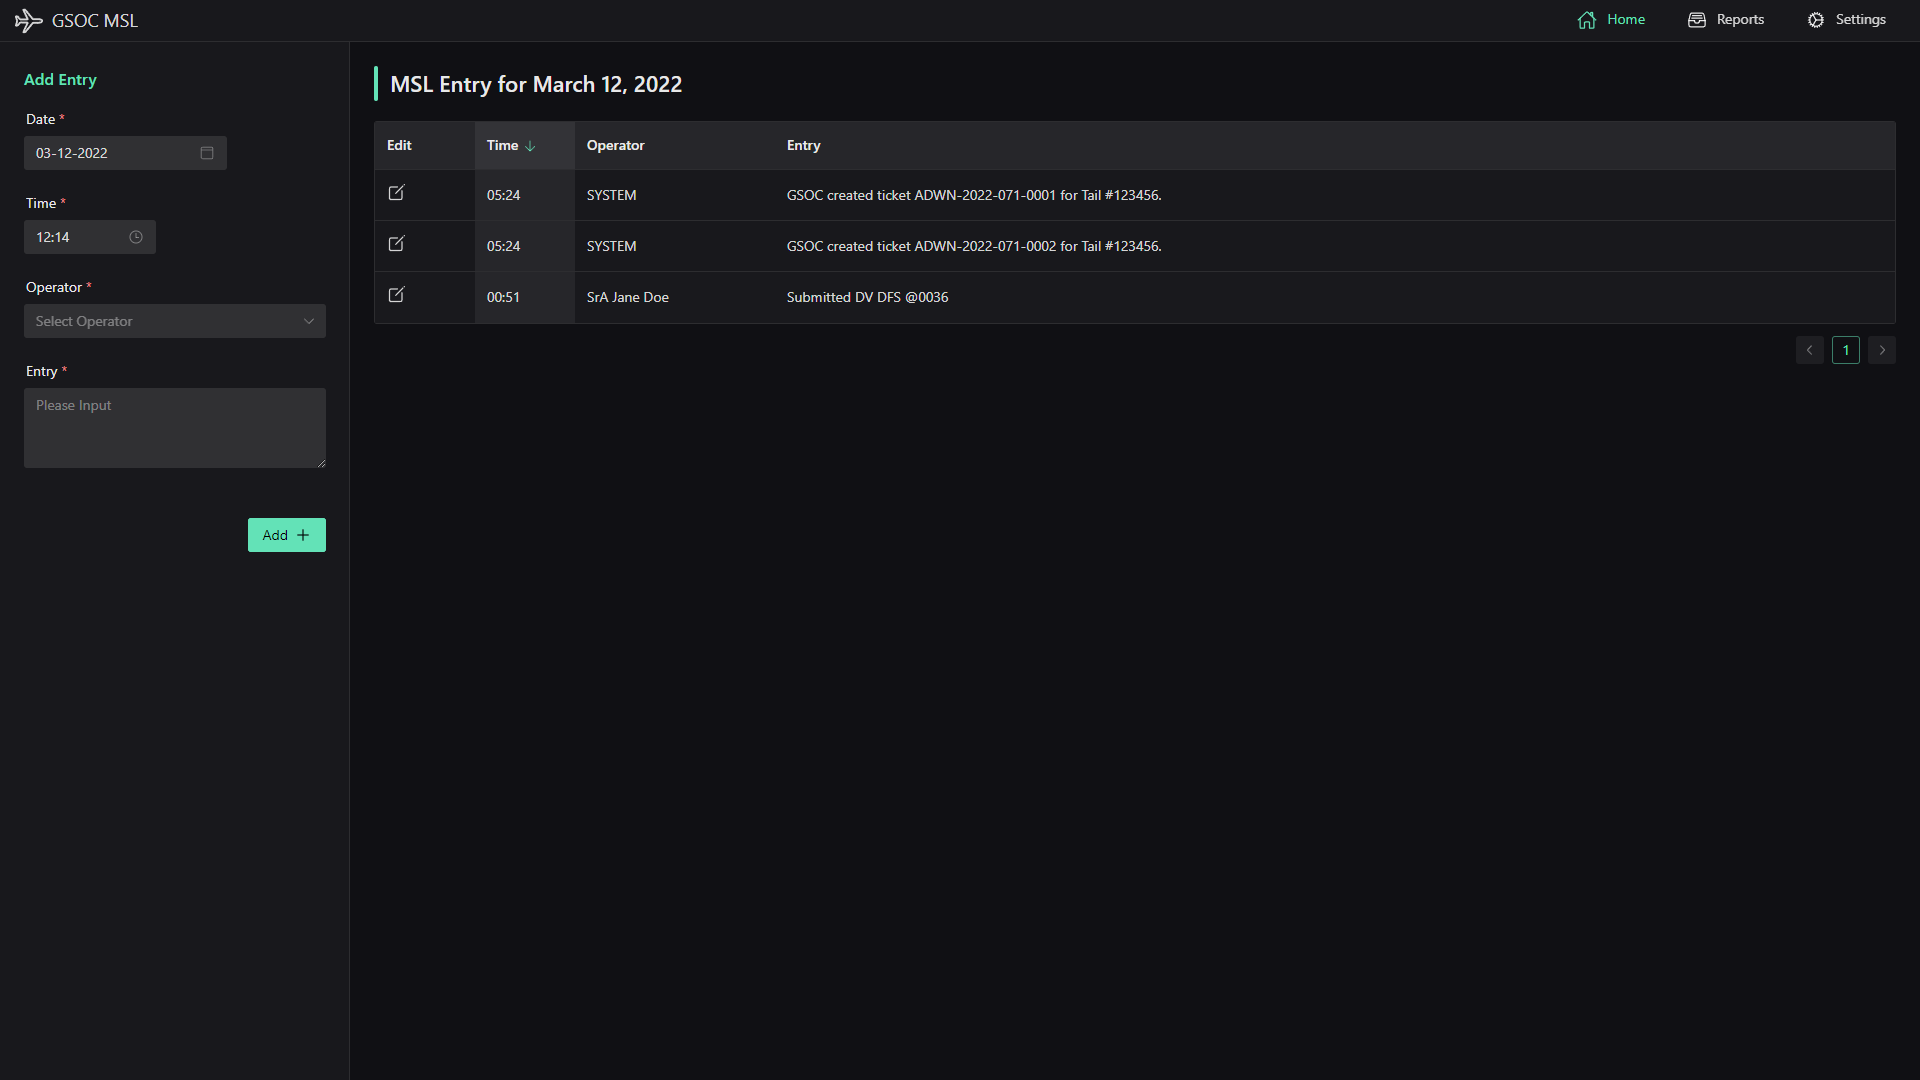 GSOC MSL
Home
Reports
Settings
Add Entry
Date *
03-12-2022
Time *
12:14
Operator *
Select Operator
Entry *
Please Input
Add
MSL Entry for March 12, 2022
Edit Time Operator Entry
05:24 SYSTEM GSOC created ticket ADWN-2022-071-0001 for Tail #123456.
05:24 SYSTEM GSOC created ticket ADWN-2022-071-0002 for Tail #123456.
00:51 SrA Jane Doe Submitted DV DFS @0036
1